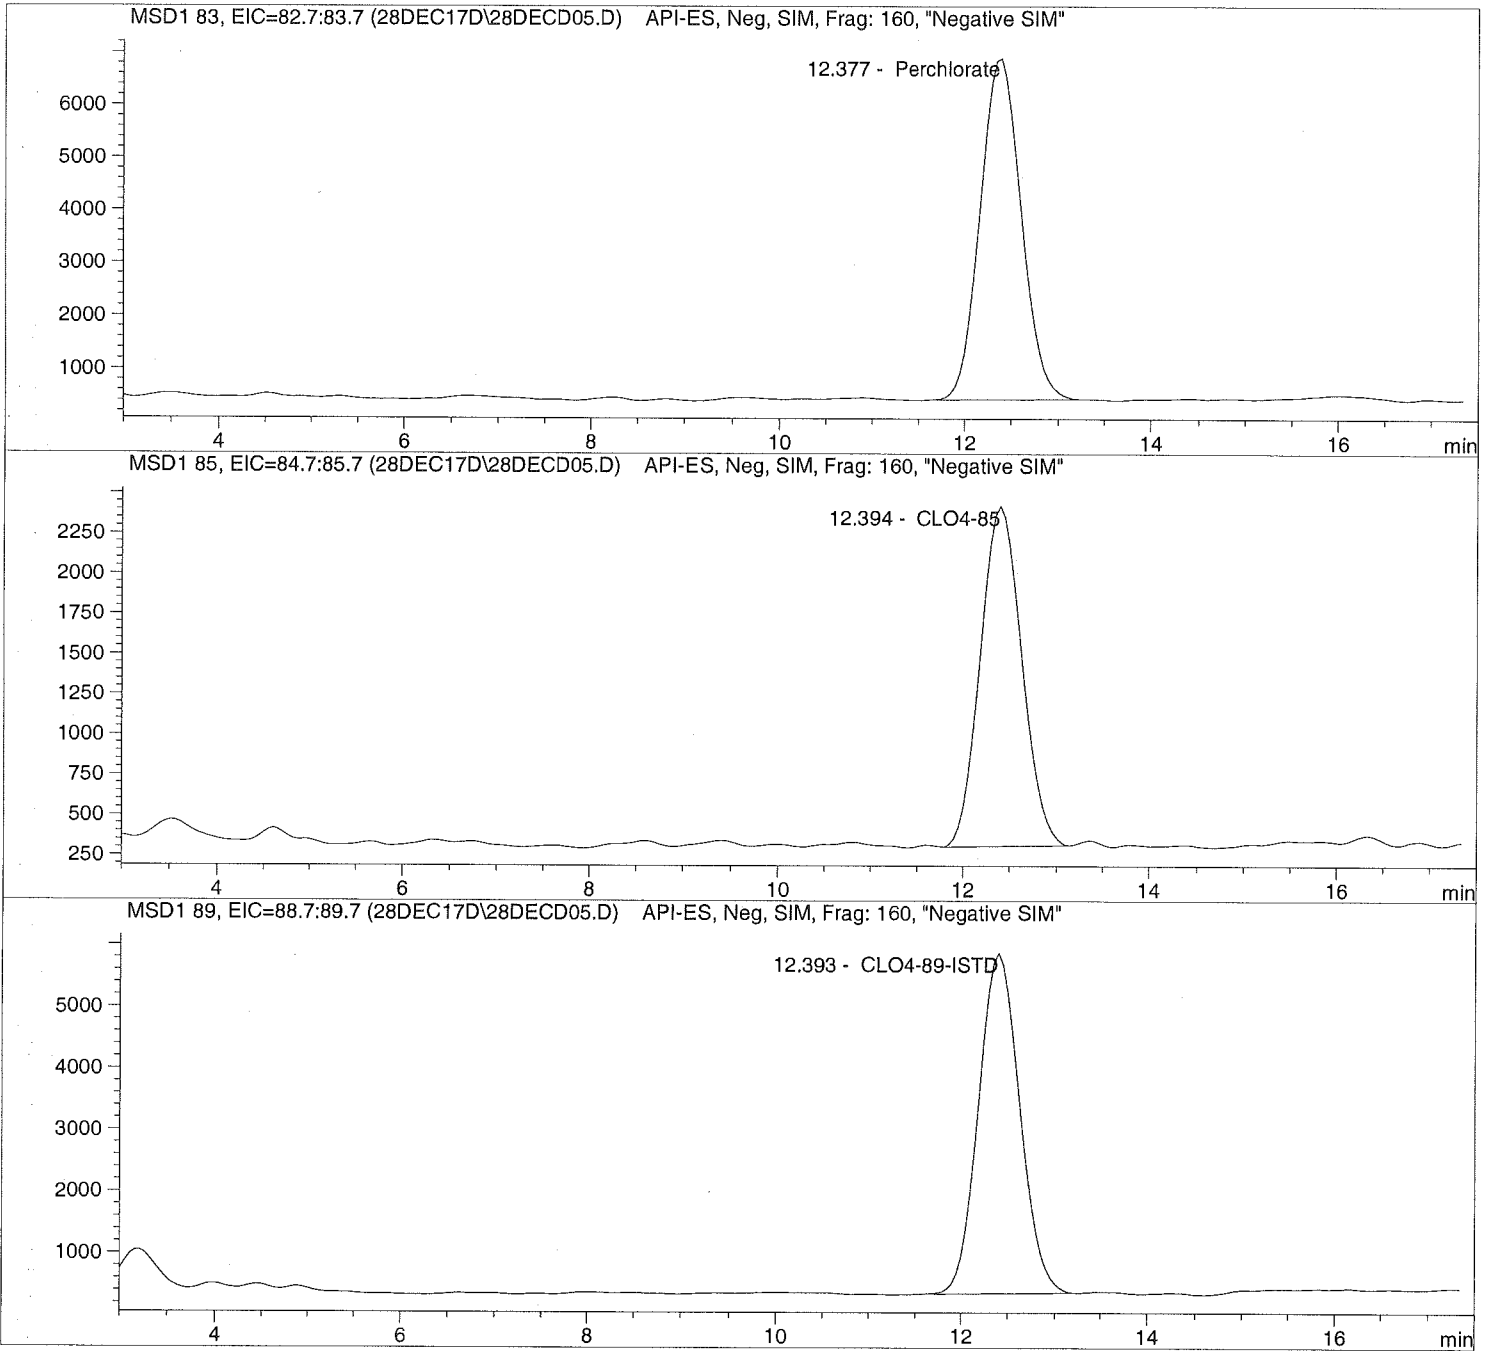 MSD1 83, EIC=82.7:83.7 (28DEC17D\28DECD05.D) API-ES, Neg, SIM, Frag: 160, "Negative SIM"
12.377 - Perchlorate
6000
5000
4000
3000
2000
1000
4 6 8 10 12 14 16 min
MSD1 85, EIC=84.7:85.7 (28DEC17D\28DECD05.D) API-ES, Neg, SIM, Frag: 160, "Negative SIM"
12.394 - CLO4-85
2250
2000
1750
1500
1250
1000
750
500
250
4 6 8 10 12 14 16 min
MSD1 89, EIC=88.7:89.7 (28DEC17D\28DECD05.D) API-ES, Neg, SIM, Frag: 160, "Negative SIM"
12.393 - CLO4-89-ISTD
5000
4000
3000
2000
1000
4 6 8 10 12 14 16 min